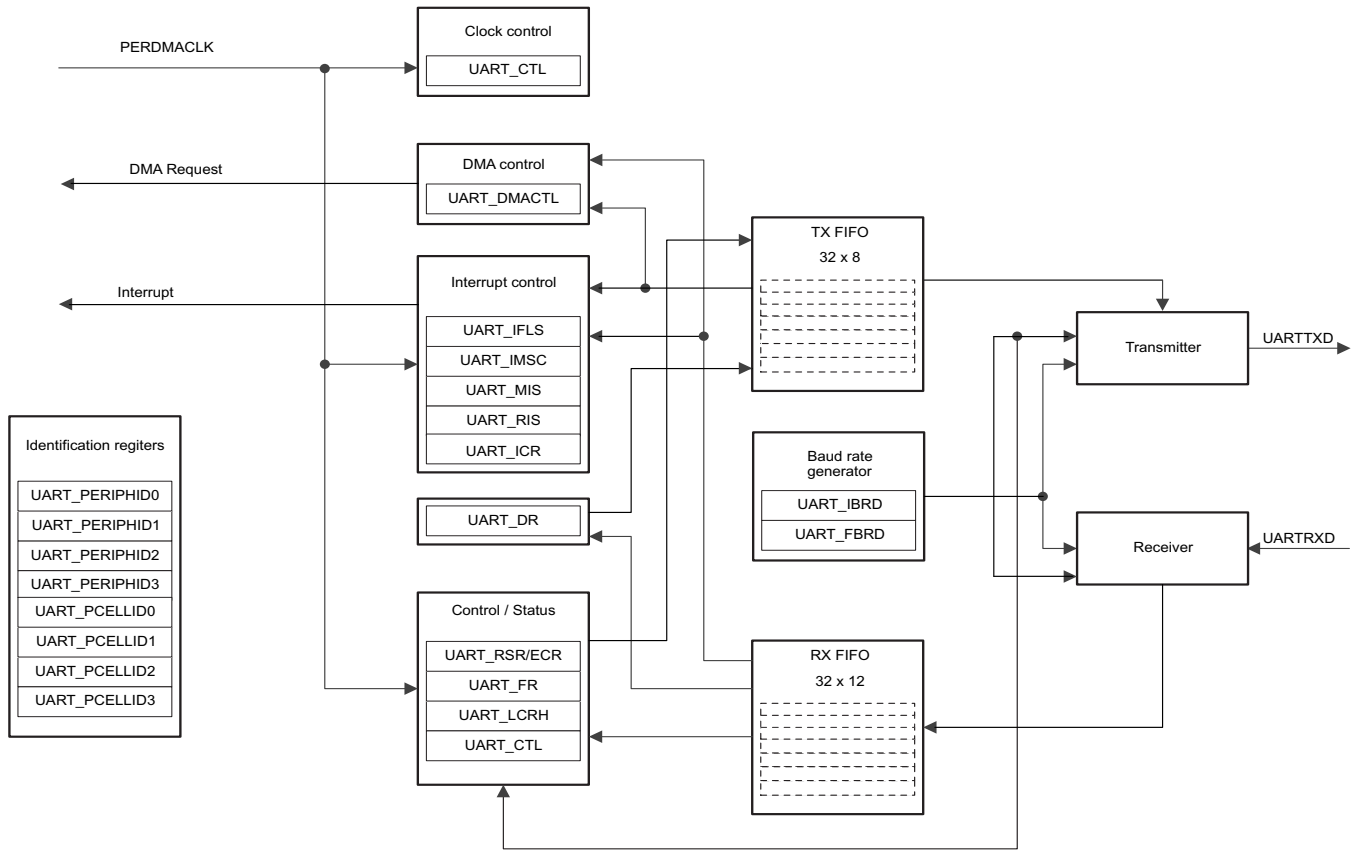 Clock control
PERDMACLK
UART_CTL
DMA control
DMA Request
UART_DMACTL
TX FIFO
32 x 8
Interrupt control
Interrupt
UART_IFLS
UART_IMSC
UART_MIS
UART_RIS
UART_ICR
Transmitter
UARTTXD
Identification regiters
UART_PERIPHID0
UART_PERIPHID1
UART_PERIPHID2
UART_PERIPHID3
UART_PCELLID0
UART_PCELLID1
UART_PCELLID2
UART_PCELLID3
Baud rate
generator
UART_IBRD
UART_FBRD
UART_DR
Receiver
UARTRXD
Control / Status
UART_RSR/ECR
UART_FR
UART_LCRH
UART_CTL
RX FIFO
32 x 12